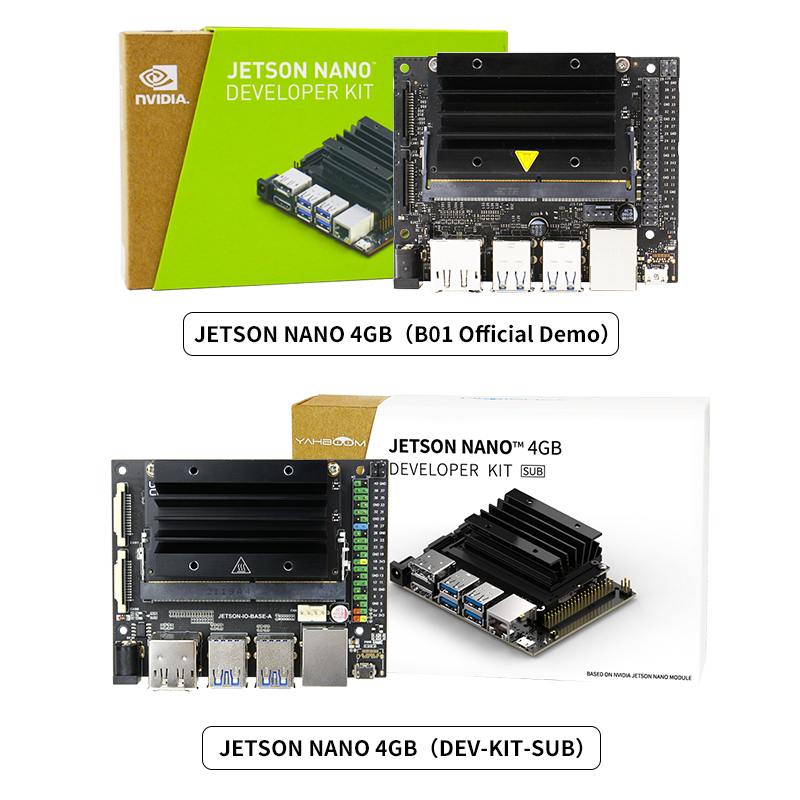 NVIDIA.
JETSON NANO™
DEVELOPER KIT
JETSON NANO 4GB（B01 Official Demo）
YAHBOOM
JETSON NANO™ 4GB
DEVELOPER KIT SUB
JETSON-IO-BASE-A
BASED ON NVIDIA JETSON NANO MODULE
JETSON NANO 4GB（DEV-KIT-SUB）